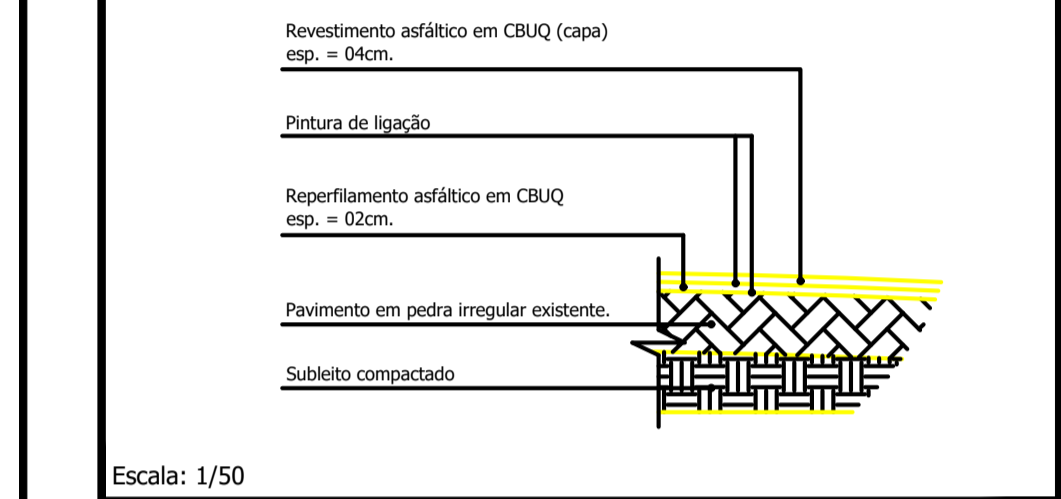 Revestimento asfáltico em CBUQ (capa)
esp. = 04cm.
Pintura de ligação
Reperfilamento asfáltico em CBUQ
esp. = 02cm.
Pavimento em pedra irregular existente.
Subleito compactado
Escala: 1/50